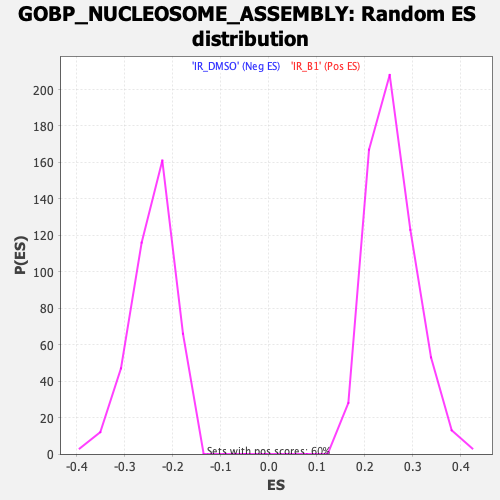 GOBP_NUCLEOSOME_ASSEMBLY: Random ES
distribution
'IR_DMSO' (Neg ES) 'IR_B1' (Pos ES)
P(ES)
200
180
160
140
120
100
80
60
40
20
0
Sets with pos scores: 60%
-0.4 -0.3 -0.2 -0.1 0.0 0.1 0.2 0.3 0.4
ES